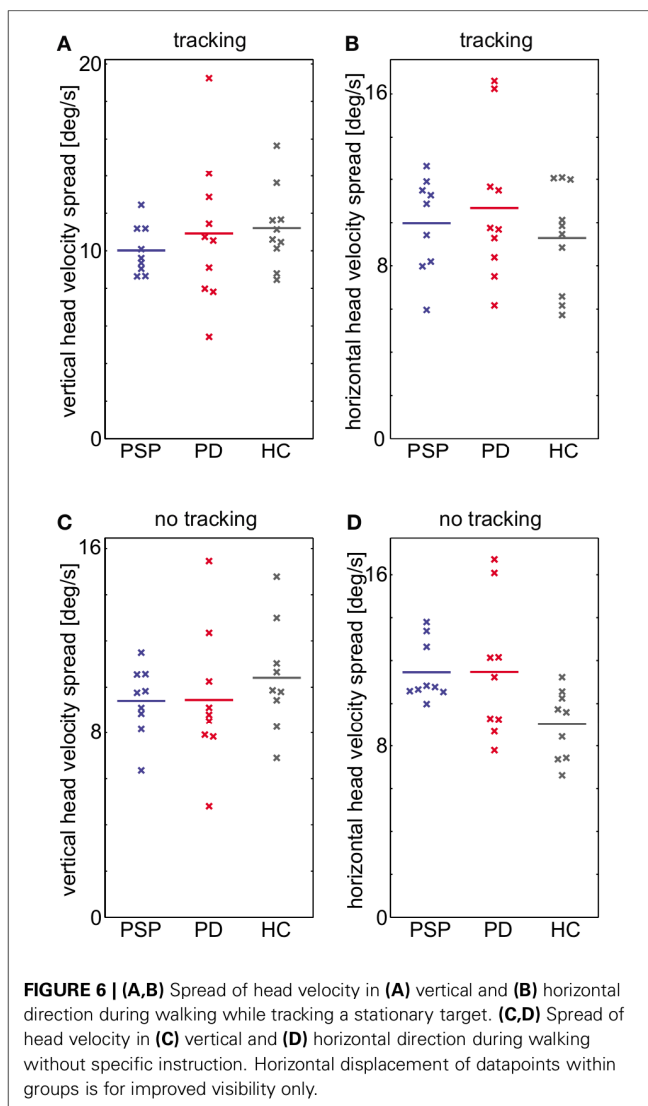 A tracking
vertical head velocity spread [deg/s]
20
10
0
PSP PD HC
B tracking
horizontal head velocity spread [deg/s]
16
8
0
PSP PD HC
C no tracking
vertical head velocity spread [deg/s]
16
8
0
PSP PD HC
D no tracking
horizontal head velocity spread [deg/s]
16
8
0
PSP PD HC
FIGURE 6 | (A,B) Spread of head velocity in (A) vertical and (B) horizontal
direction during walking while tracking a stationary target. (C,D) Spread of
head velocity in (C) vertical and (D) horizontal direction during walking
without specific instruction. Horizontal displacement of datapoints within
groups is for improved visibility only.